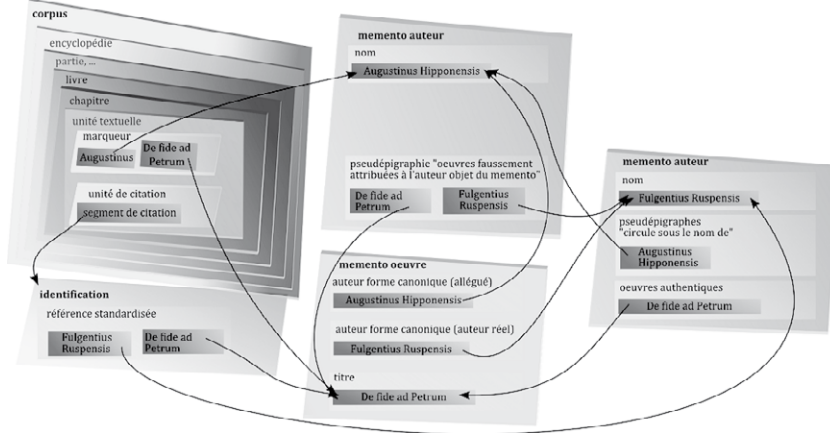 corpus
encyclopédie
partie, ...
livre
chapitre
unité textuelle
marqueur
Augustinus
De fide ad
Petrum
unité de citation
segment de citation
identification
référence standardisée
Fulgentius
Ruspensis
De fide ad
Petrum
memento auteur
nom
Augustinus Hipponensis
pseudépigraphic "oeuvres faussement
attribuées à l'auteur objet du memento"
De fide ad
Petrum
Fulgentius
Ruspensis
memento oeuvre
auteur forme canonique (allégué)
Augustinus Hipponensis
auteur forme canonique (auteur réel)
Fulgentius Ruspensis
titre
De fide ad Petrum
memento auteur
nom
Fulgentius Ruspensis
pseudépigraphes
"circule sous le nom de"
Augustinus
Hipponensis
oeuvres authentiques
De fide ad Petrum